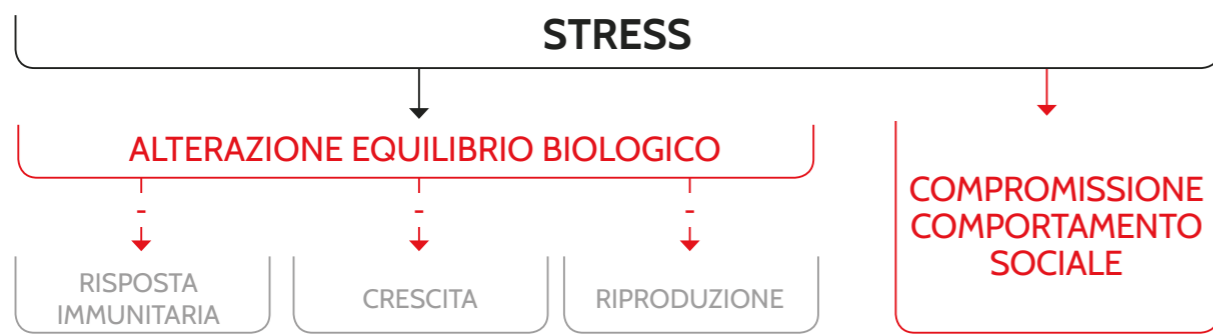 STRESS
ALTERAZIONE EQUILIBRIO BIOLOGICO
-
-
-
RISPOSTA
IMMUNITARIA
CRESCITA
RIPRODUZIONE
COMPROMISSIONE
COMPORTAMENTO
SOCIALE